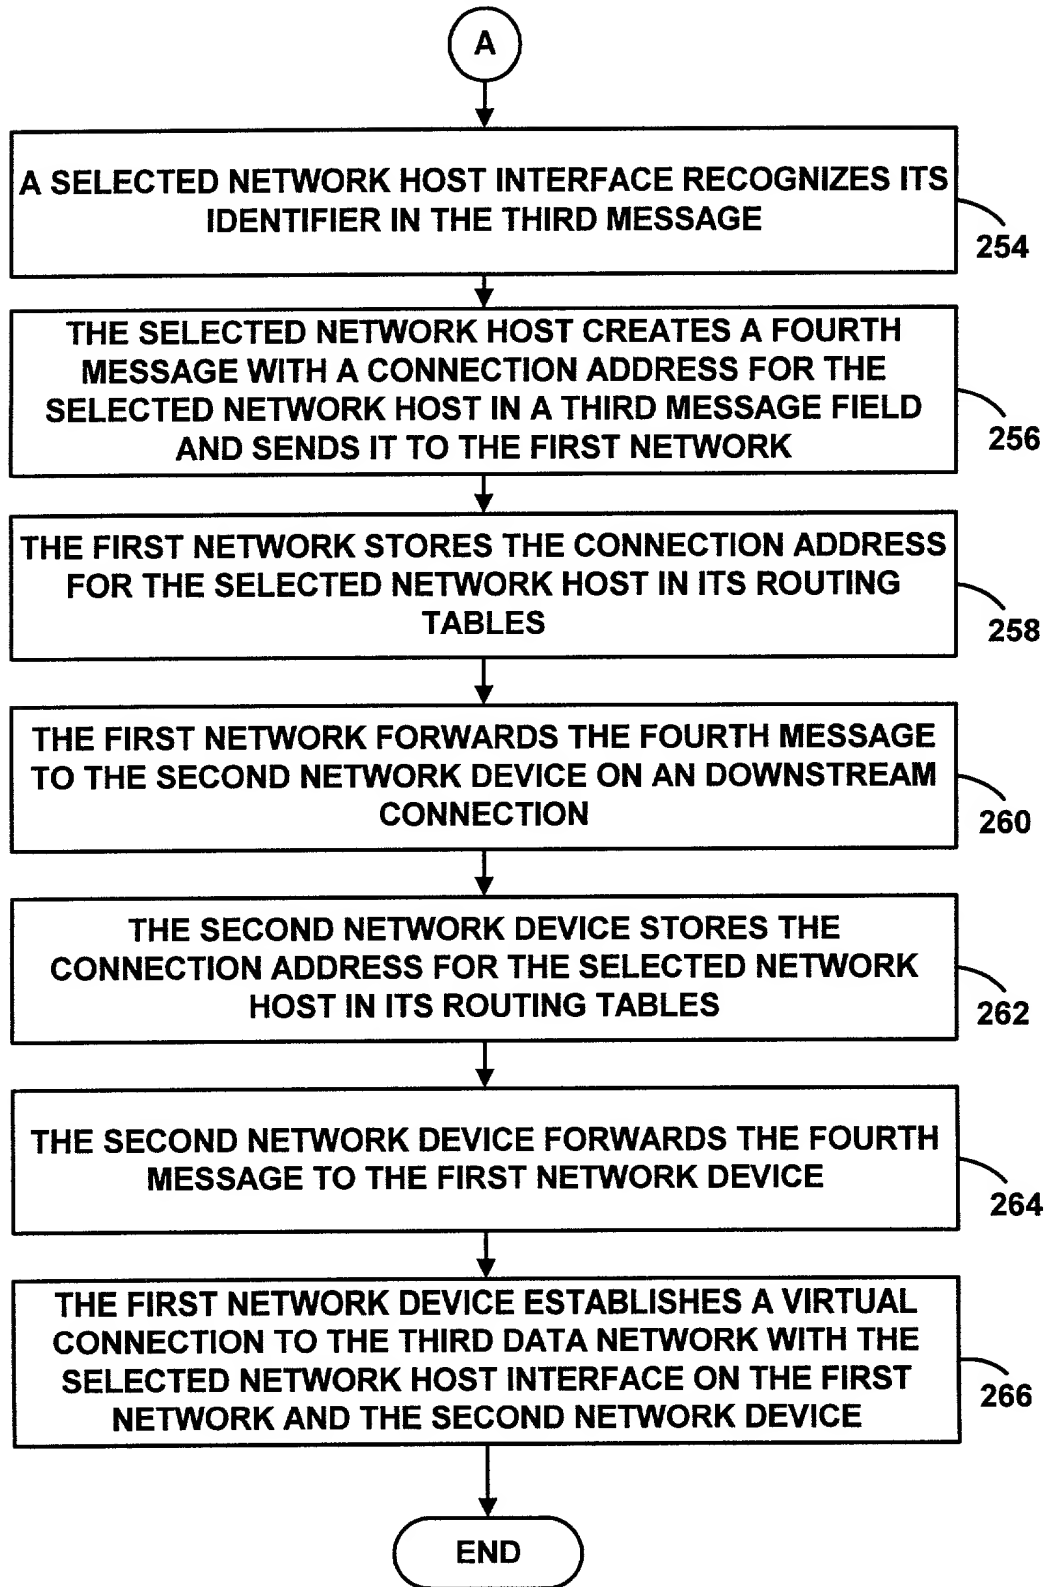 A
A SELECTED NETWORK HOST INTERFACE RECOGNIZES ITS
IDENTIFIER IN THE THIRD MESSAGE
254
THE SELECTED NETWORK HOST CREATES A FOURTH
MESSAGE WITH A CONNECTION ADDRESS FOR THE
SELECTED NETWORK HOST IN A THIRD MESSAGE FIELD
AND SENDS IT TO THE FIRST NETWORK
256
THE FIRST NETWORK STORES THE CONNECTION ADDRESS
FOR THE SELECTED NETWORK HOST IN ITS ROUTING
TABLES
258
THE FIRST NETWORK FORWARDS THE FOURTH MESSAGE
TO THE SECOND NETWORK DEVICE ON AN DOWNSTREAM
CONNECTION
260
THE SECOND NETWORK DEVICE STORES THE
CONNECTION ADDRESS FOR THE SELECTED NETWORK
HOST IN ITS ROUTING TABLES
262
THE SECOND NETWORK DEVICE FORWARDS THE FOURTH
MESSAGE TO THE FIRST NETWORK DEVICE
264
THE FIRST NETWORK DEVICE ESTABLISHES A VIRTUAL
CONNECTION TO THE THIRD DATA NETWORK WITH THE
SELECTED NETWORK HOST INTERFACE ON THE FIRST
NETWORK AND THE SECOND NETWORK DEVICE
266
END